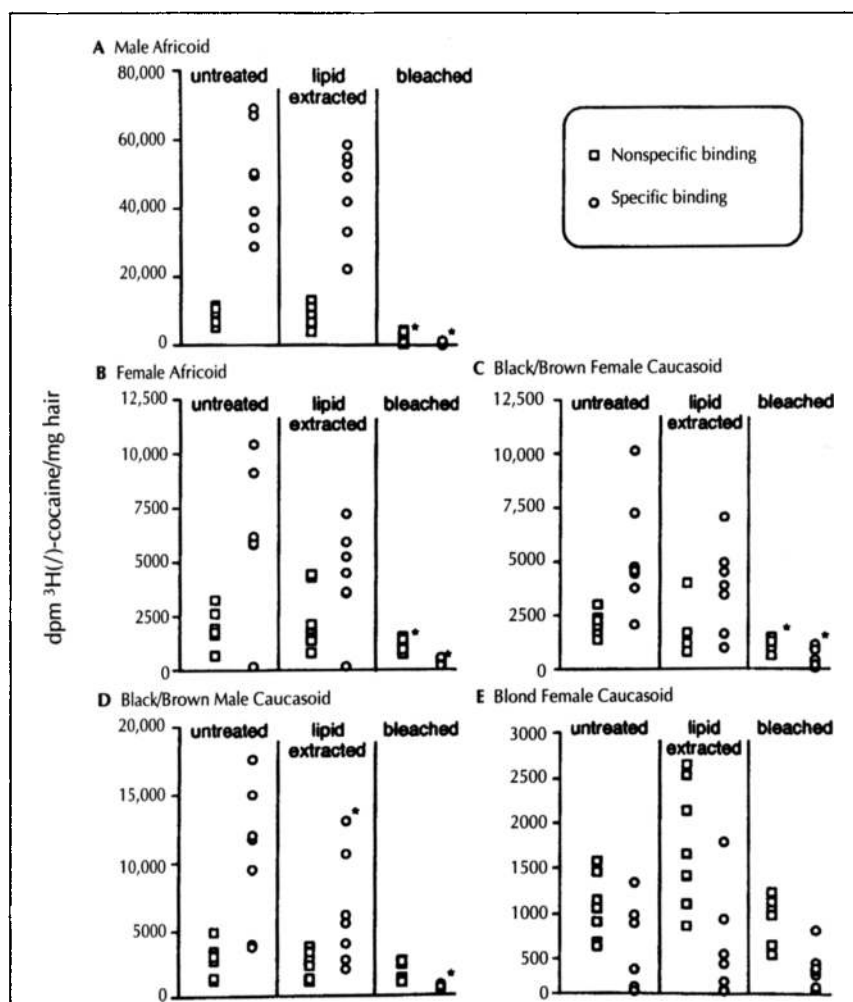 A Male Africoid
untreated
lipid
extracted
bleached
80,000
60,000
40,000
20,000
0
* *
Nonspecific binding
Specific binding
dpm ³H(/)-cocaine/mg hair
B Female Africoid
untreated
lipid
extracted
bleached
12,500
10,000
7500
5000
2500
0
* *
C Black/Brown Female Caucasoid
untreated
lipid
extracted
bleached
12,500
10,000
7,500
5000
2500
0
* *
D Black/Brown Male Caucasoid
untreated
lipid
extracted
bleached
20,000
15,000
10,000
5000
0
* *
E Blond Female Caucasoid
untreated
lipid
extracted
bleached
3000
2500
2000
1500
1000
500
0